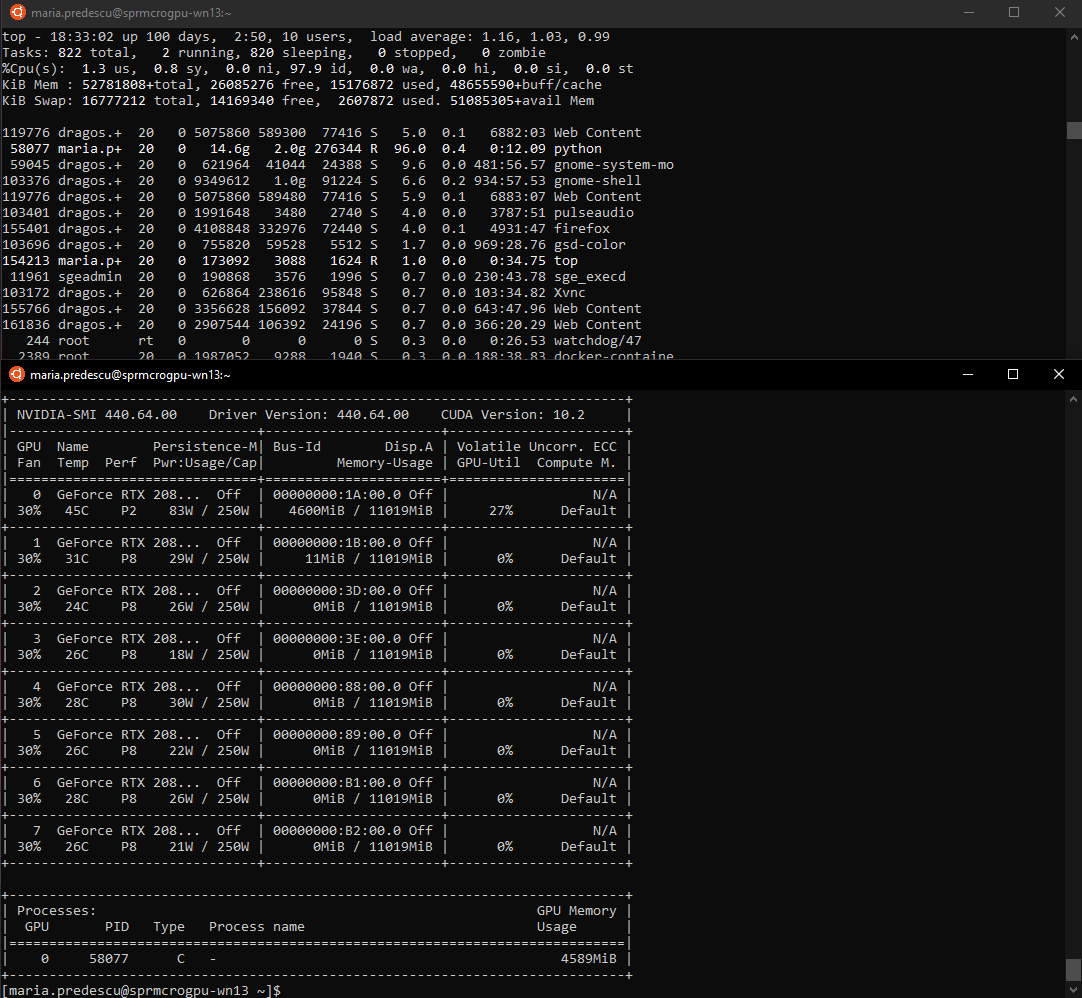 maria.predescu@sprmcrogpu-wn13:~
top - 18:33:02 up 100 days,  2:50, 10 users,  load average: 1.16, 1.03, 0.99
Tasks: 822 total,   2 running, 820 sleeping,   0 stopped,   0 zombie
%Cpu(s):  1.3 us,  0.8 sy,  0.0 ni, 97.9 id,  0.0 wa,  0.0 hi,  0.0 si,  0.0 st
KiB Mem : 52781808+total, 26085276 free, 15176872 used, 48655590+buff/cache
KiB Swap: 16777212 total, 14169340 free,  2607872 used. 51085305+avail Mem
119776 dragos.+  20   0 5075860 589300  77416 S   5.0  0.1   6882:03 Web Content
 58077 maria.p+  20   0   14.6g   2.0g 276344 R  96.0  0.4   0:12.09 python
 59045 dragos.+  20   0  621964  41044  24388 S   9.6  0.0 481:56.57 gnome-system-mo
103376 dragos.+  20   0 9349612   1.0g  91224 S   6.6  0.2 934:57.53 gnome-shell
119776 dragos.+  20   0 5075860 589480  77416 S   5.9  0.1   6883:07 Web Content
103401 dragos.+  20   0 1991648   3480   2740 S   4.0  0.0   3787:51 pulseaudio
155401 dragos.+  20   0 4108848 332976  72440 S   4.0  0.1   4931:47 firefox
103696 dragos.+  20   0  755820  59528   5512 S   1.7  0.0 969:28.76 gsd-color
154213 maria.p+  20   0  173092   3088   1624 R   1.0  0.0   0:34.75 top
 11961 sgeadmin  20   0  190868   3576   1996 S   0.7  0.0 230:43.78 sge_execd
103172 dragos.+  20   0  626864 238616  95848 S   0.7  0.0 103:34.82 Xvnc
155766 dragos.+  20   0 3356628 156092  37844 S   0.7  0.0 643:47.96 Web Content
161836 dragos.+  20   0 2907544 106392  24196 S   0.7  0.0 366:20.29 Web Content
   244 root      rt   0       0      0      0 S   0.3  0.0   0:26.53 watchdog/47
  2389 root      20   0 1987052   9288   1940 S   0.3  0.0 188:38.83 docker-containe
maria.predescu@sprmcrogpu-wn13:~
+-----------------------------------------------------------------------------+
| NVIDIA-SMI 440.64.00    Driver Version: 440.64.00    CUDA Version: 10.2     |
|-------------------------------+----------------------+----------------------+
| GPU  Name        Persistence-M| Bus-Id        Disp.A | Volatile Uncorr. ECC |
| Fan  Temp  Perf  Pwr:Usage/Cap|         Memory-Usage | GPU-Util  Compute M. |
|===============================+======================+======================|
|   0  GeForce RTX 208...  Off  | 00000000:1A:00.0 Off |                  N/A |
| 30%   45C    P2    83W / 250W |   4600MiB / 11019MiB |     27%      Default |
+-------------------------------+----------------------+----------------------+
|   1  GeForce RTX 208...  Off  | 00000000:1B:00.0 Off |                  N/A |
| 30%   31C    P8    29W / 250W |     11MiB / 11019MiB |      0%      Default |
+-------------------------------+----------------------+----------------------+
|   2  GeForce RTX 208...  Off  | 00000000:3D:00.0 Off |                  N/A |
| 30%   24C    P8    26W / 250W |      0MiB / 11019MiB |      0%      Default |
+-------------------------------+----------------------+----------------------+
|   3  GeForce RTX 208...  Off  | 00000000:3E:00.0 Off |                  N/A |
| 30%   26C    P8    18W / 250W |      0MiB / 11019MiB |      0%      Default |
+-------------------------------+----------------------+----------------------+
|   4  GeForce RTX 208...  Off  | 00000000:88:00.0 Off |                  N/A |
| 30%   28C    P8    30W / 250W |      0MiB / 11019MiB |      0%      Default |
+-------------------------------+----------------------+----------------------+
|   5  GeForce RTX 208...  Off  | 00000000:89:00.0 Off |                  N/A |
| 30%   26C    P8    22W / 250W |      0MiB / 11019MiB |      0%      Default |
+-------------------------------+----------------------+----------------------+
|   6  GeForce RTX 208...  Off  | 00000000:B1:00.0 Off |                  N/A |
| 30%   28C    P8    26W / 250W |      0MiB / 11019MiB |      0%      Default |
+-------------------------------+----------------------+----------------------+
|   7  GeForce RTX 208...  Off  | 00000000:B2:00.0 Off |                  N/A |
| 30%   26C    P8    21W / 250W |      0MiB / 11019MiB |      0%      Default |
+-------------------------------+----------------------+----------------------+
+-----------------------------------------------------------------------------+
| Processes:                                                       GPU Memory |
|  GPU       PID   Type   Process name                             Usage      |
|=============================================================================|
|    0     58077      C   -                                           4589MiB |
+-----------------------------------------------------------------------------+
[maria.predescu@sprmcrogpu-wn13 ~]$